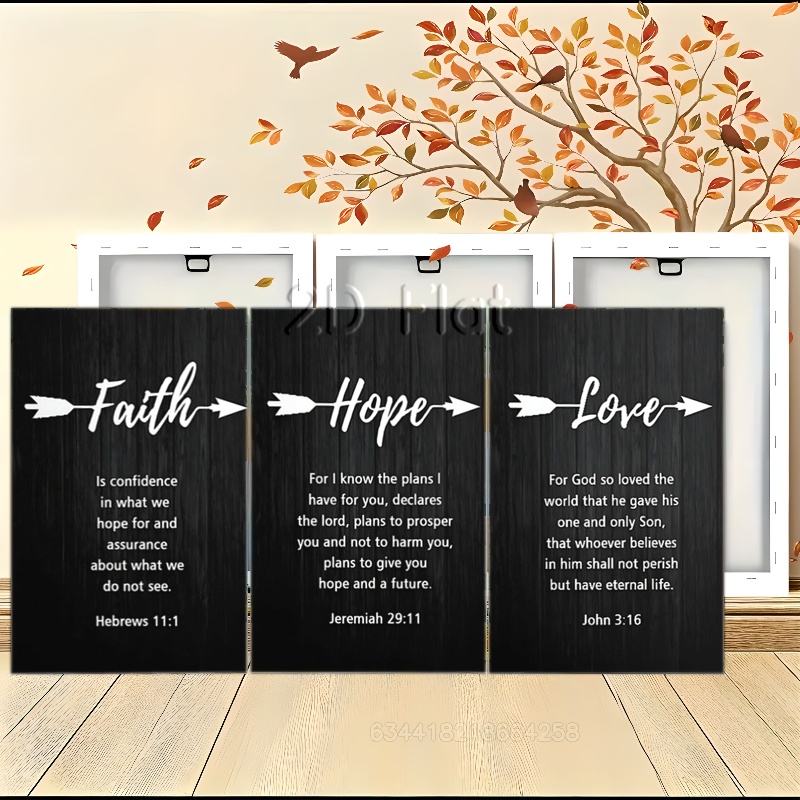 2D Flat
Faith
Is confidence
in what we
hope for and
assurance
about what we
do not see.
Hebrews 11:1
Hope
For I know the plans I
have for you, declares
the lord, plans to prosper
you and not to harm you,
plans to give you
hope and a future.
Jeremiah 29:11
Love
For God so loved the
world that he gave his
one and only Son,
that whoever believes
in him shall not perish
but have eternal life.
John 3:16